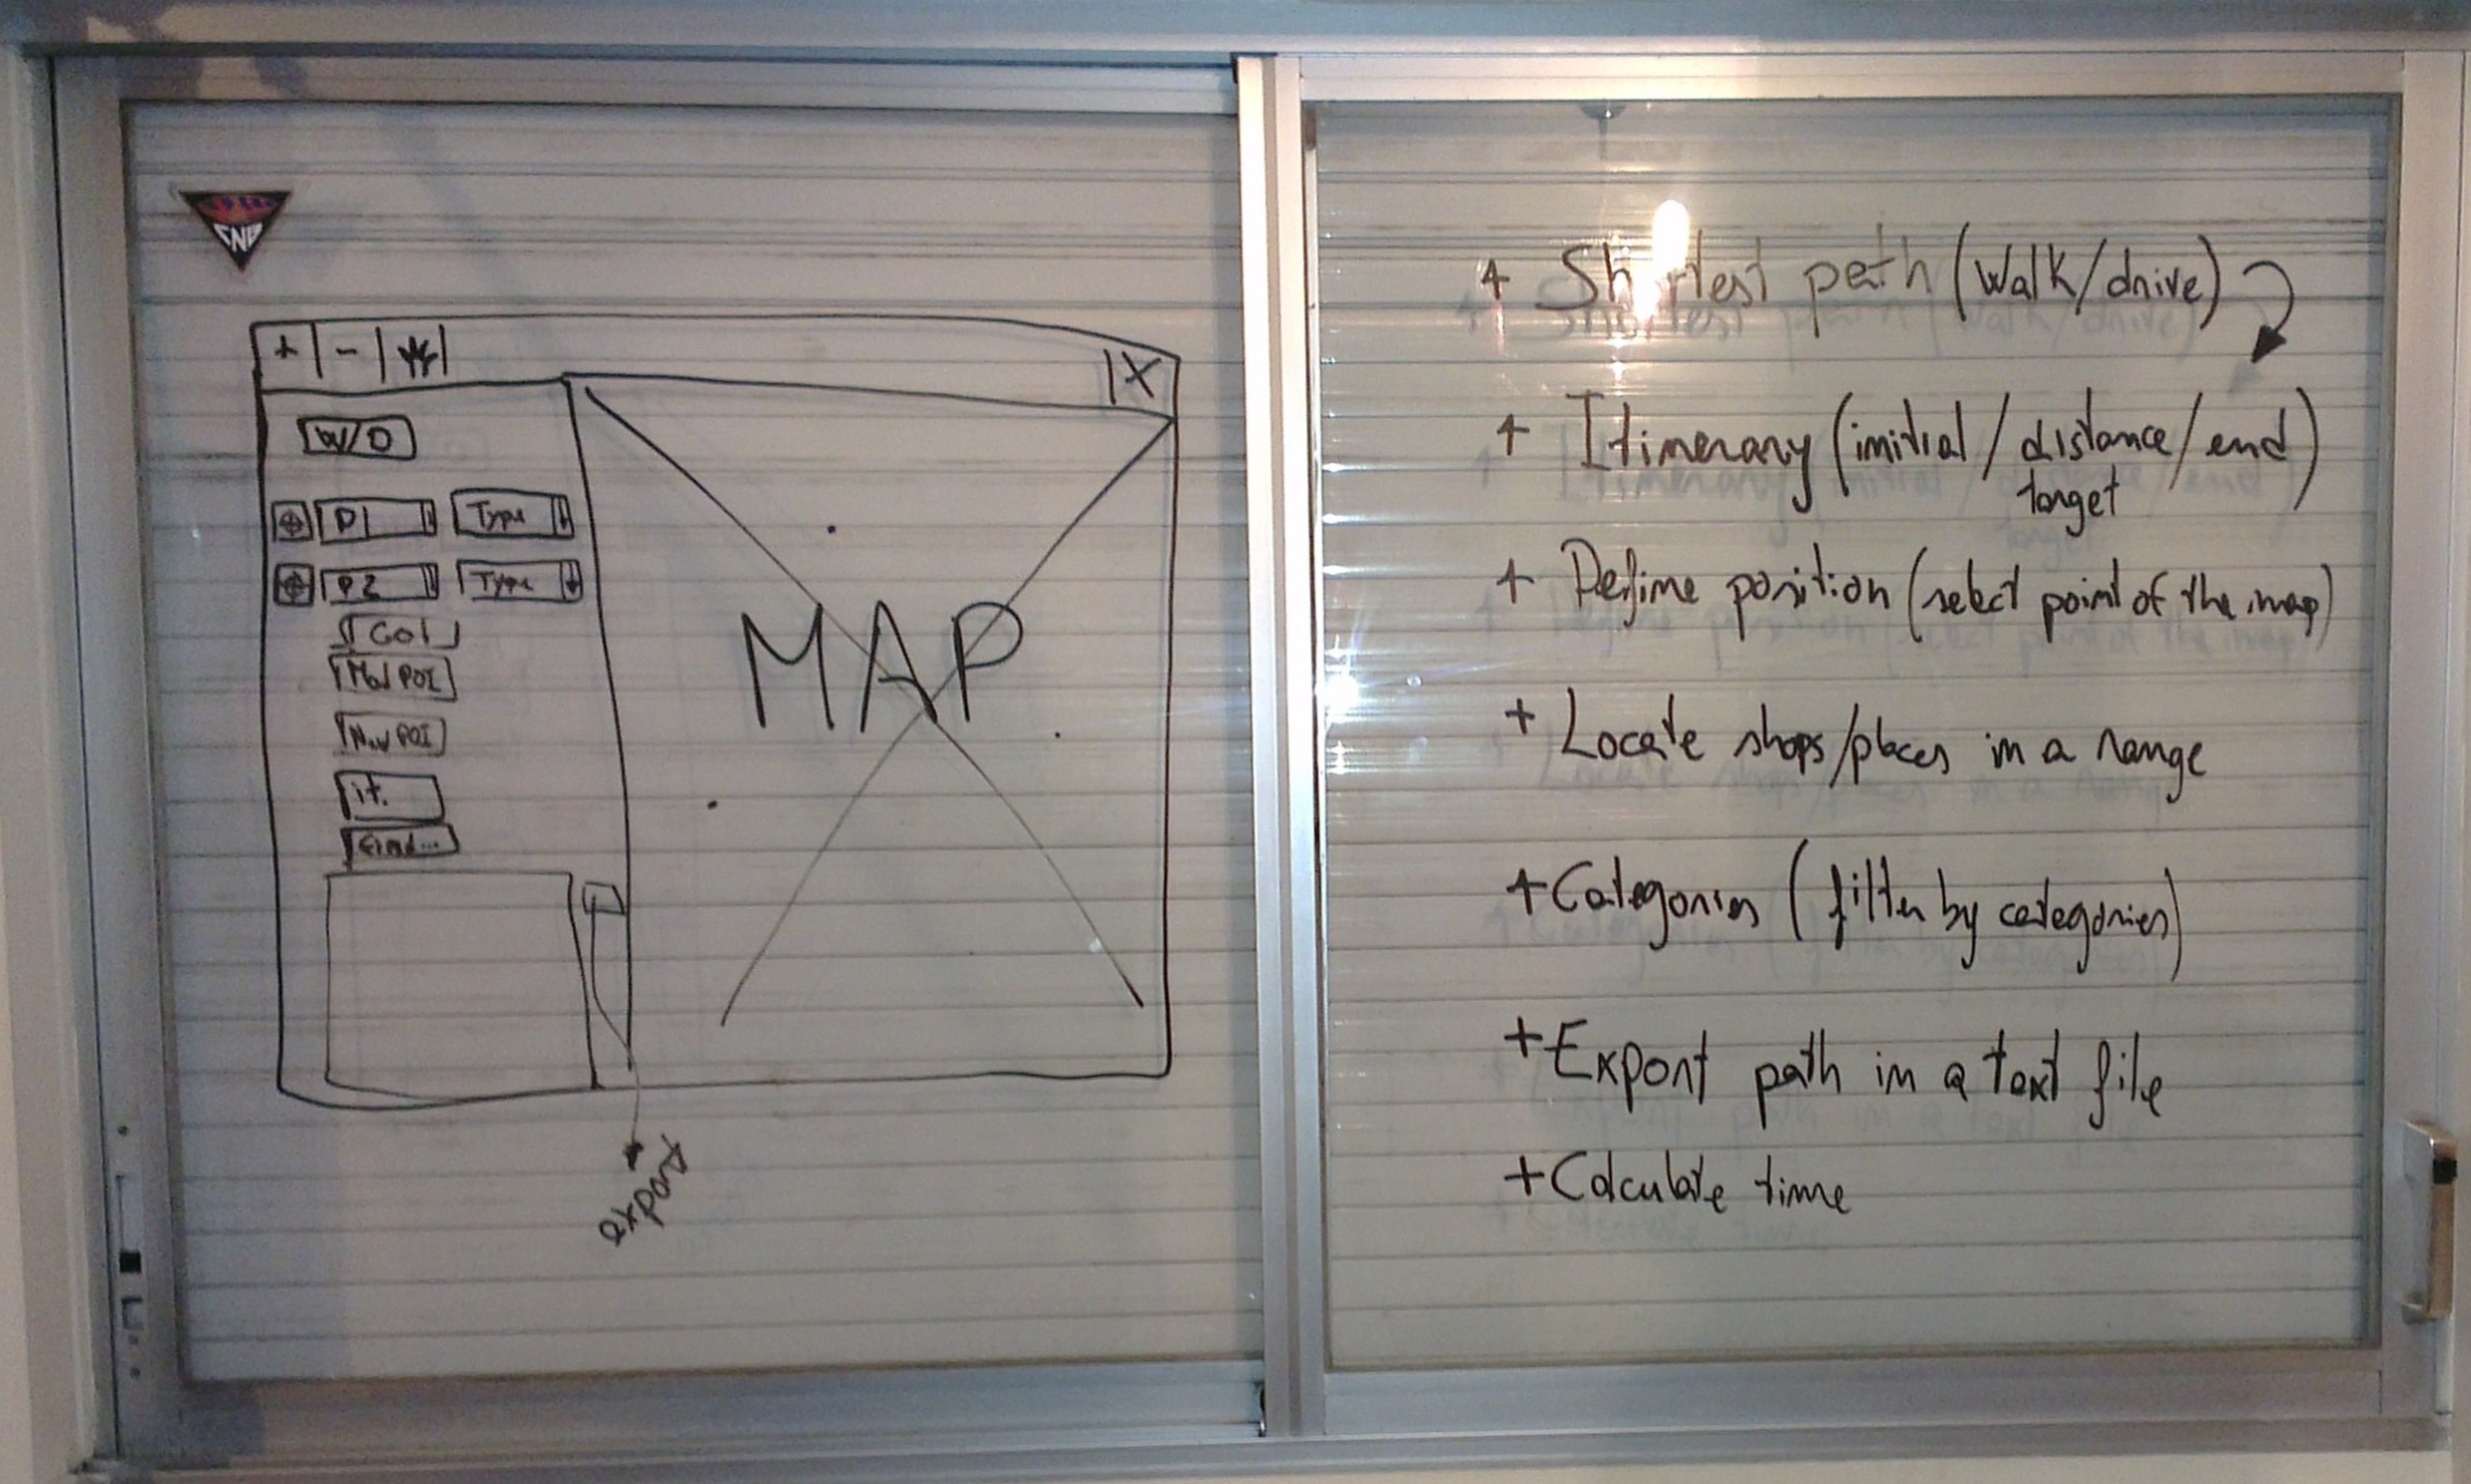 CNB
+ | - |
X
W/D
P1 Type
P2 Type
Go!
Mod POI
New POI
it.
Find...
MAP
export
+ Shortest path (walk/drive)
+ Itinerary (initial / distance / end)
target
+ Define position (select point of the map)
+ Locate shops/places in a range
+ Categories (filter by categories)
+ Export path in a text file
+ Calculate time